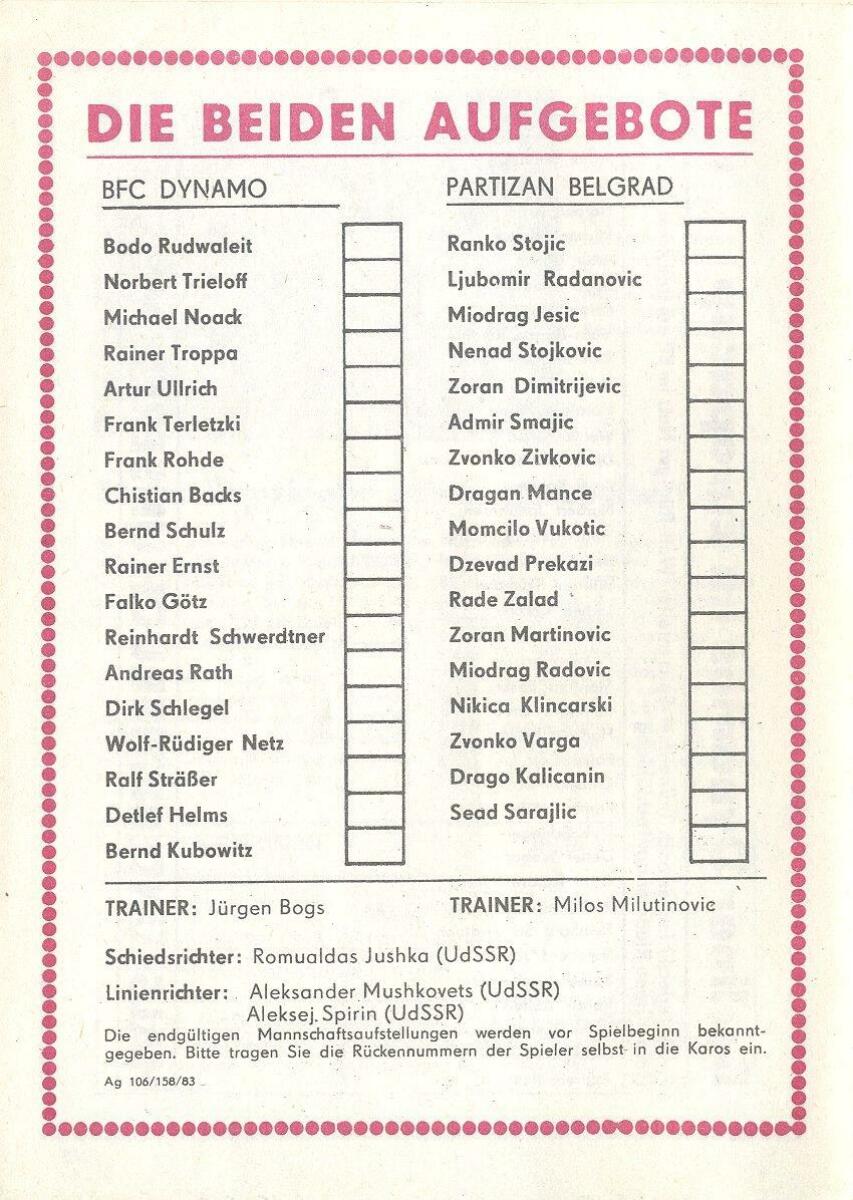 DIE BEIDEN AUFGEBOTE
BFC DYNAMO
Bodo Rudwaleit
Norbert Trieloff
Michael Noack
Rainer Troppa
Artur Ullrich
Frank Terletzki
Frank Rohde
Chistian Backs
Bernd Schulz
Rainer Ernst
Falko Götz
Reinhardt Schwerdtner
Andreas Rath
Dirk Schlegel
Wolf-Rüdiger Netz
Ralf Sträßer
Detlef Helms
Bernd Kubowitz
TRAINER: Jürgen Bogs
PARTIZAN BELGRAD
Ranko Stojic
Ljubomir Radanovic
Miodrag Jesic
Nenad Stojkovic
Zoran Dimitrijevic
Admir Smajic
Zvonko Zivkovic
Dragan Mance
Momcilo Vukotic
Dzevad Prekazi
Rade Zalad
Zoran Martinovic
Miodrag Radovic
Nikica Klincarski
Zvonko Varga
Drago Kalicanin
Sead Sarajlic
TRAINER: Milos Milutinovic
Schiedsrichter: Romualdas Jushka (UdSSR)
Linienrichter: Aleksander Mushkovets (UdSSR)
Aleksej Spirin (UdSSR)
Die endgültigen Mannschaftsaufstellungen werden vor Spielbeginn bekannt-
gegeben. Bitte tragen Sie die Rückennummern der Spieler selbst in die Karos ein.
Ag 106/158/83